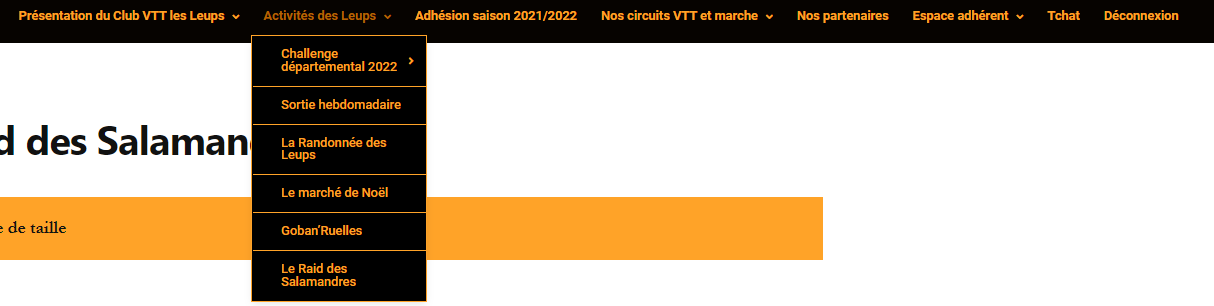 Présentation du Club VTT les Leups Activités des Leups Adhésion saison 2021/2022 Nos circuits VTT et marche Nos partenaires Espace adhérent Tchat Déconnexion
Challenge
départemental 2022
Sortie hebdomadaire
La Randonnée des
Leups
Le marché de Noël
Goban'Ruelles
Le Raid des
Salamandres
des Salaman
de taille